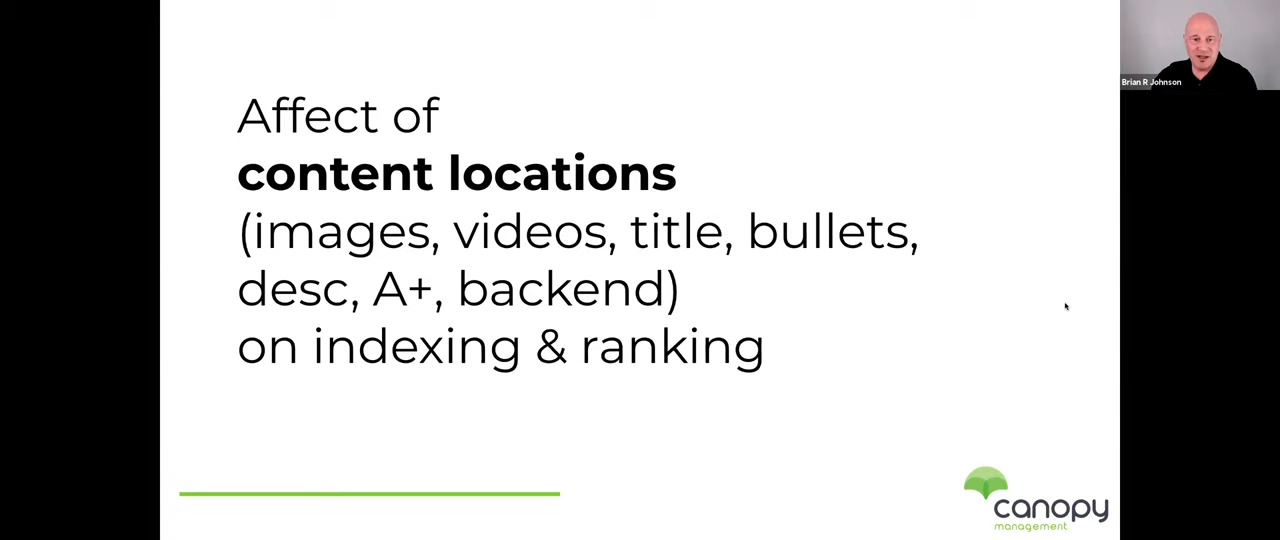 Brian R Johnson
Affect of
content locations
(images, videos, title, bullets,
desc, A+, backend)
on indexing & ranking
canopy
management